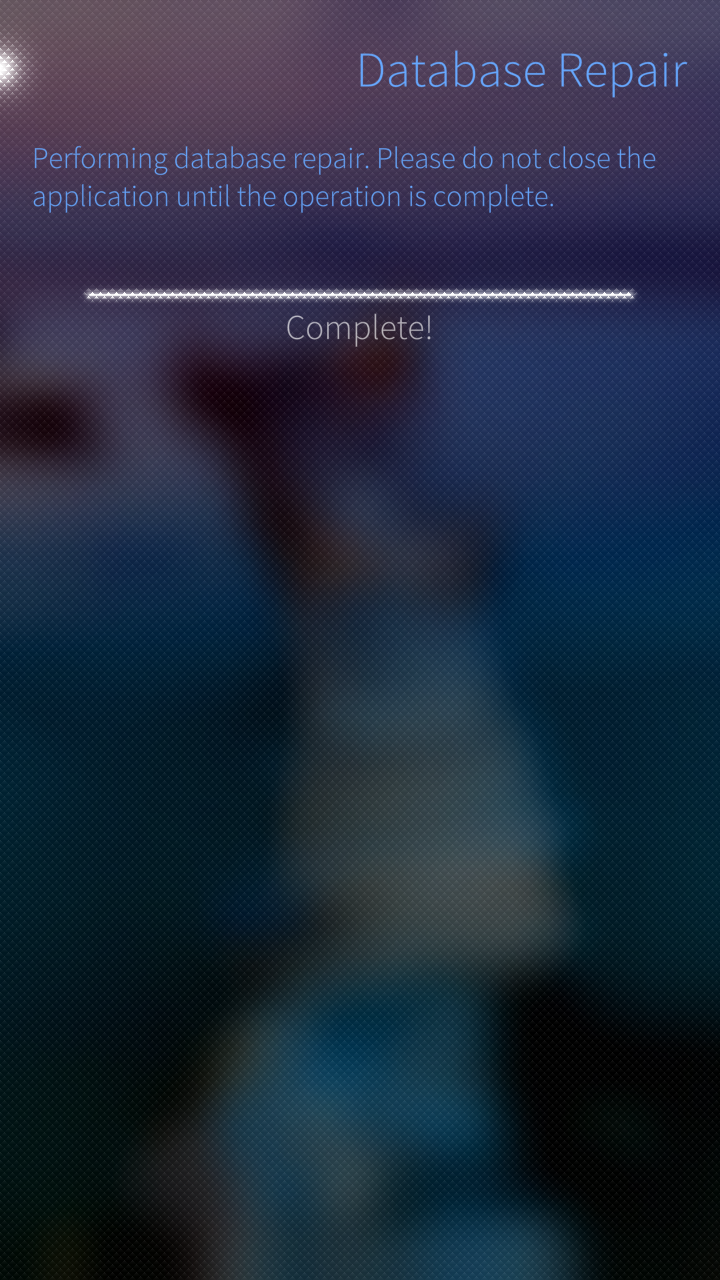 Database Repair
Performing database repair. Please do not close the
application until the operation is complete.
Complete!